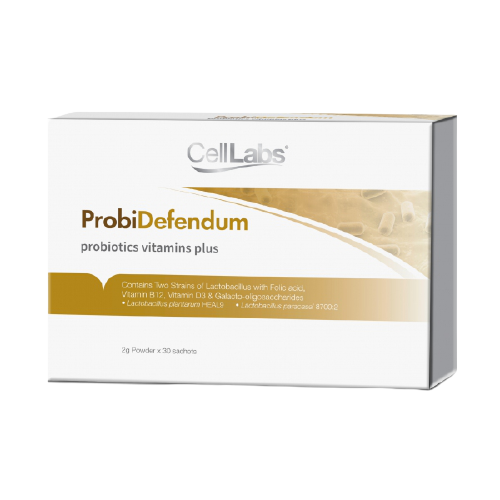 ProbiDefendum
CellLabs®
ProbiDefendum
probiotics vitamins plus
Contains Two Strains of Lactobacillus with Folic acid,
Vitamin B12, Vitamin D3 & Galacto-oligosaccharides
• Lactobacillus plantarum HEAL9 • Lactobacillus paracasei 8700:2
2g Powder x 30 sachets